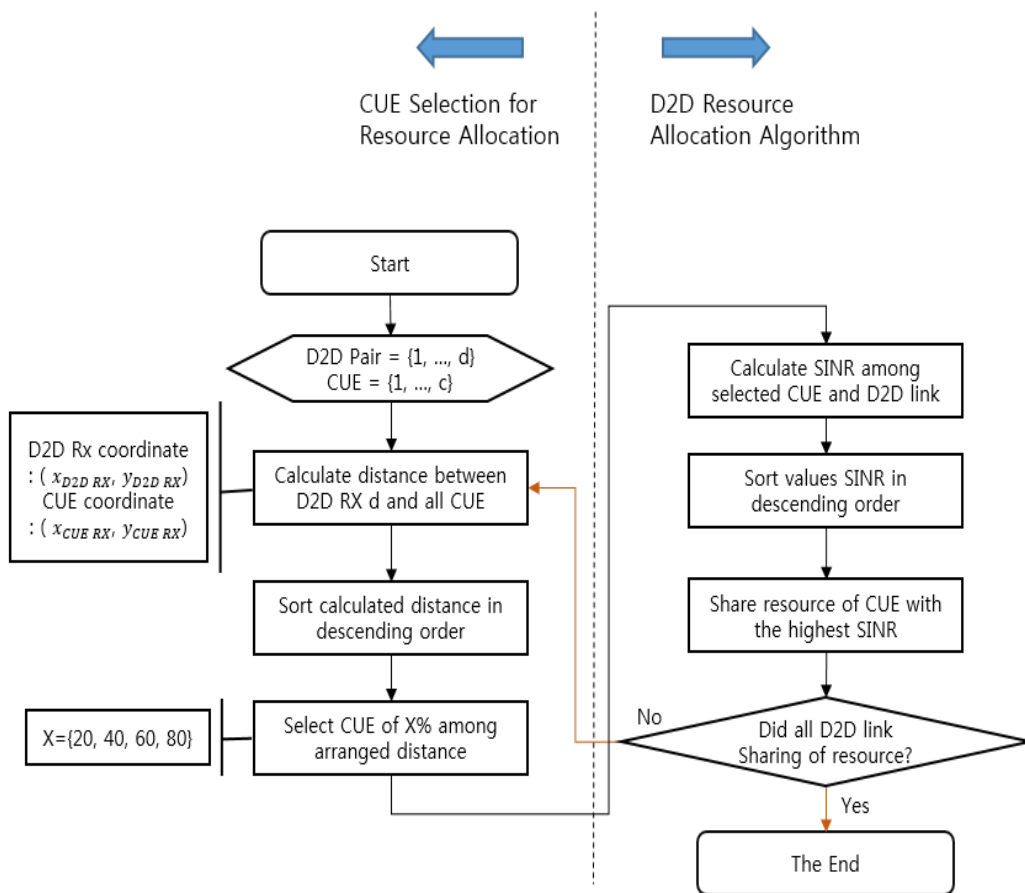 CUE Selection for
Resource Allocation
D2D Resource
Allocation Algorithm
Start
D2D Pair = {1, ..., d}
CUE = {1, ..., c}
D2D Rx coordinate
: ( x_{D2D RX}, y_{D2D RX})
CUE coordinate
: ( x_{CUE RX}, y_{CUE RX})
Calculate distance between
D2D RX d and all CUE
Sort calculated distance in
descending order
X={20, 40, 60, 80}
Select CUE of X% among
arranged distance
Calculate SINR among
selected CUE and D2D link
Sort values SINR in
descending order
Share resource of CUE with
the highest SINR
No
Did all D2D link
Sharing of resource?
Yes
The End